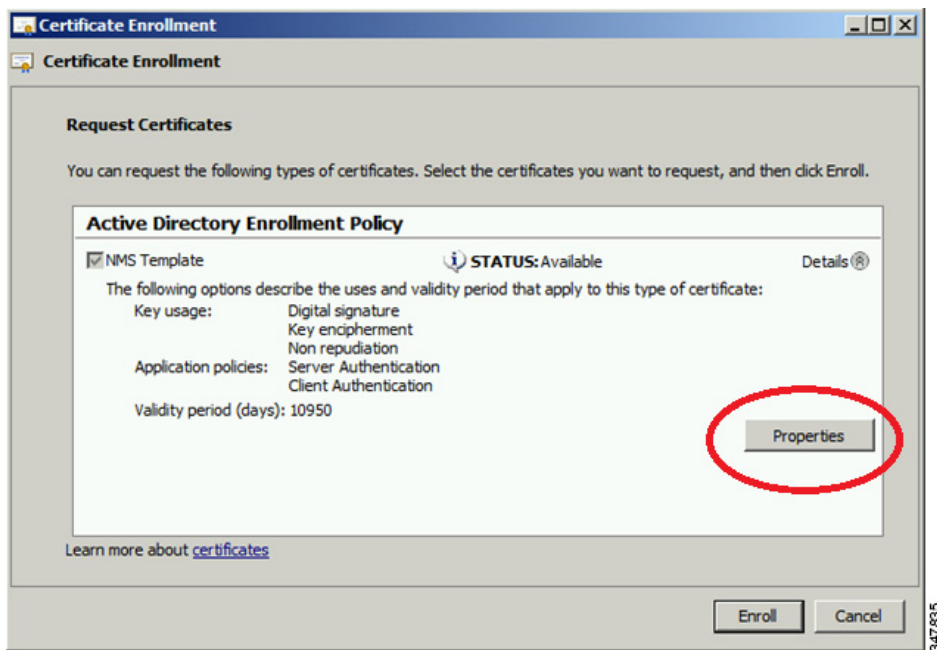 Certificate Enrollment
Certificate Enrollment
Request Certificates
You can request the following types of certificates. Select the certificates you want to request, and then click Enroll.
Active Directory Enrollment Policy
NMS Template STATUS: Available Details
The following options describe the uses and validity period that apply to this type of certificate:
Key usage: Digital signature
Key encipherment
Non repudiation
Application policies: Server Authentication
Client Authentication
Validity period (days): 10950
Properties
Learn more about certificates
Enroll Cancel
347835